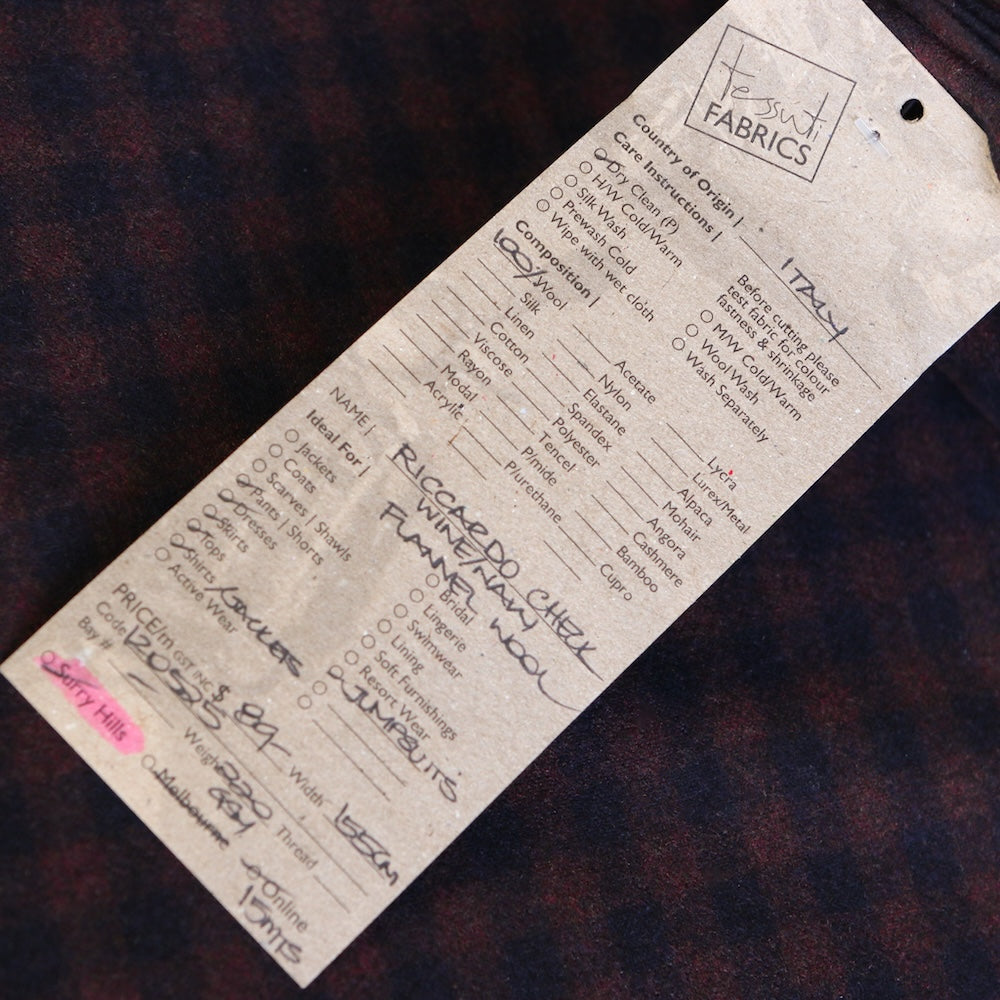 tessuti
FABRICS
Country of Origin | ITALY
Care Instructions |
Dry Clean (P)
H/W Cold/Warm
Silk Wash
Prewash Cold
Wipe with wet cloth
Before cutting please
test fabric for colour
fastness & shrinkage
M/W Cold/Warm
Wool Wash
Wash Separately
Composition |
100/Wool
Silk
Linen
Cotton
Viscose
Rayon
Modal
Acrylic
Acetate
Nylon
Elastane
Spandex
Polyester
Tencel
P/mide
P/urethane
Lycra
Lurex/Metal
Alpaca
Mohair
Angora
Cashmere
Bamboo
Cupro
NAME | RICCARDO CHECK
WINE/NAVY
FLANNEL WOOL
Ideal For |
Jackets
Coats
Scarves | Shawls
Pants | Shorts
Dresses
Skirts
Tops
Shirts /JACKETS
Active Wear
Bridal
Lingerie
Swimwear
Lining
Soft Furnishings
Resort Wear
JUMPSUITS
PRICE/m GST INC $ 89-
Width 155CM
Code 120525
Weight 220
Thread
Bay #
Surry Hills
Melbourne
Online
15MTS